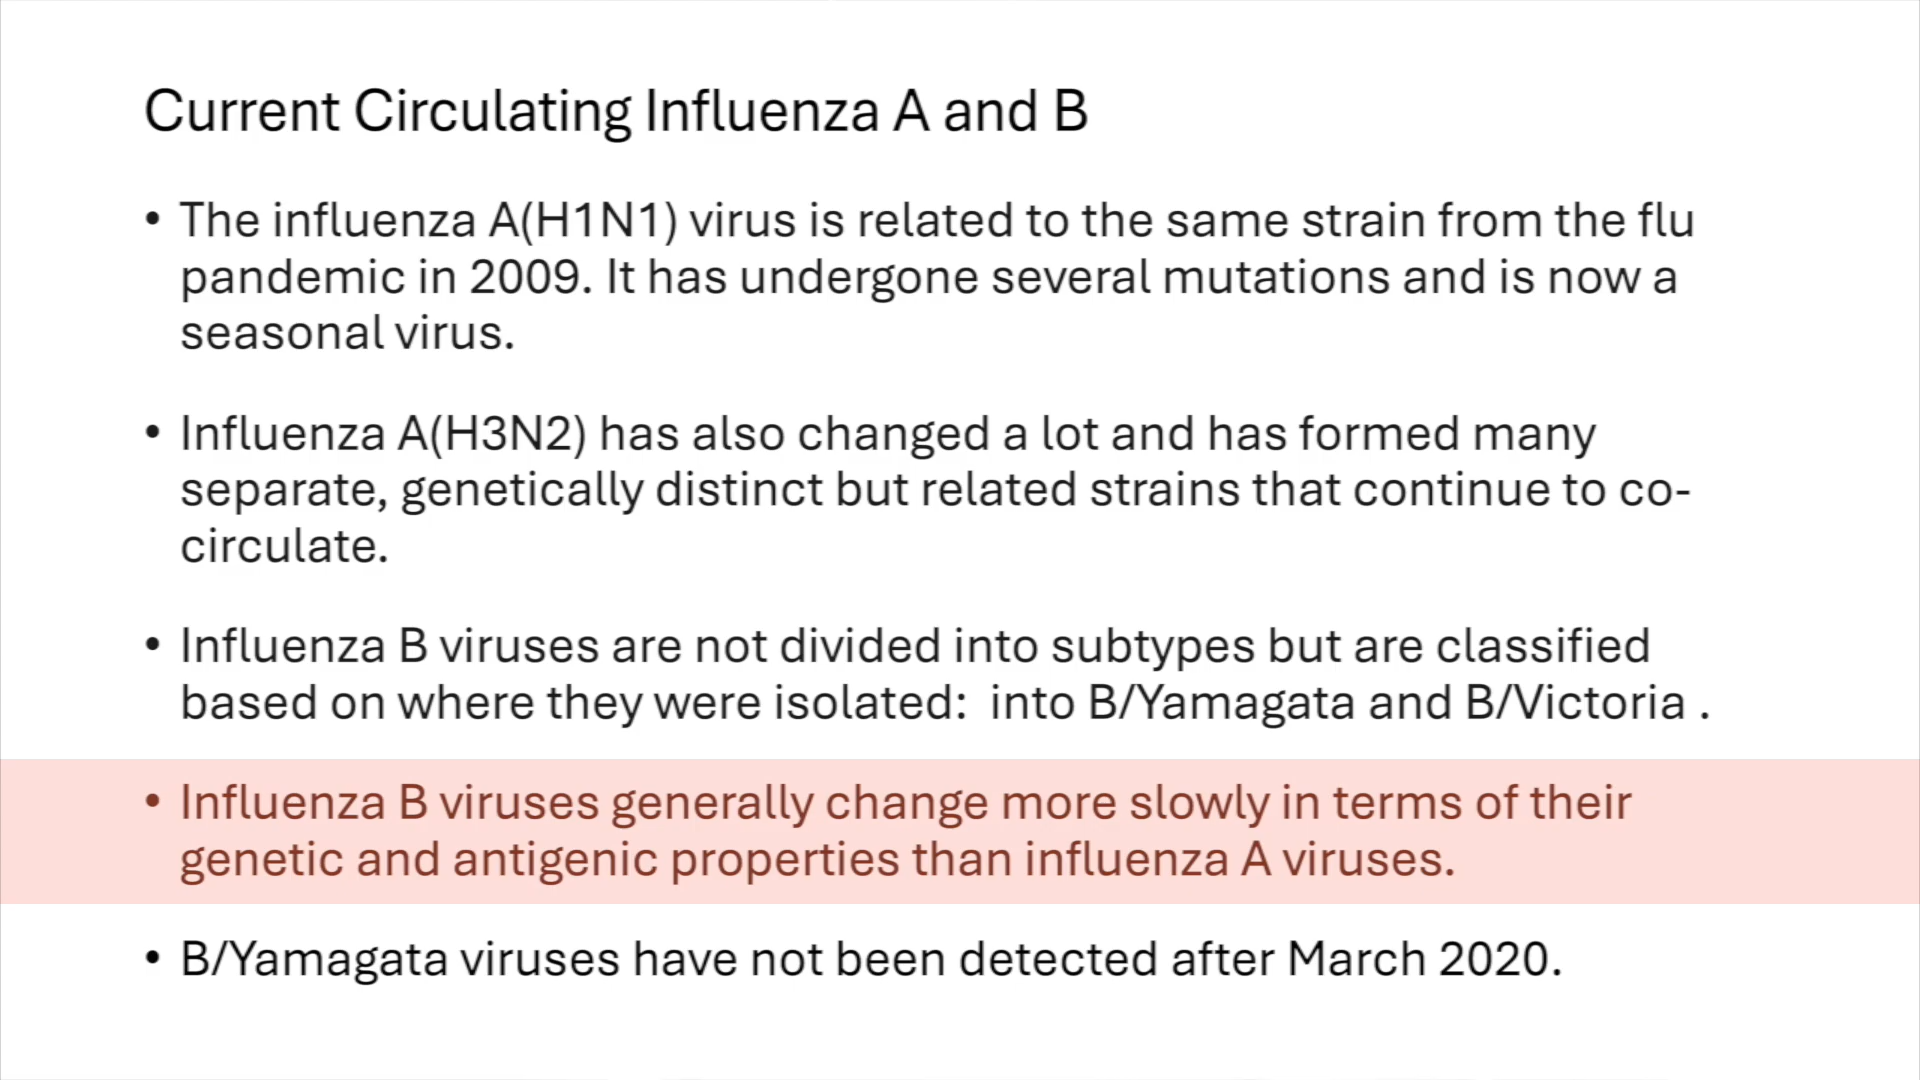 Current Circulating Influenza A and B
• The influenza A(H1N1) virus is related to the same strain from the flu
pandemic in 2009. It has undergone several mutations and is now a
seasonal virus.
• Influenza A(H3N2) has also changed a lot and has formed many
separate, genetically distinct but related strains that continue to co-
circulate.
• Influenza B viruses are not divided into subtypes but are classified
based on where they were isolated:  into B/Yamagata and B/Victoria .
• Influenza B viruses generally change more slowly in terms of their
genetic and antigenic properties than influenza A viruses.
• B/Yamagata viruses have not been detected after March 2020.